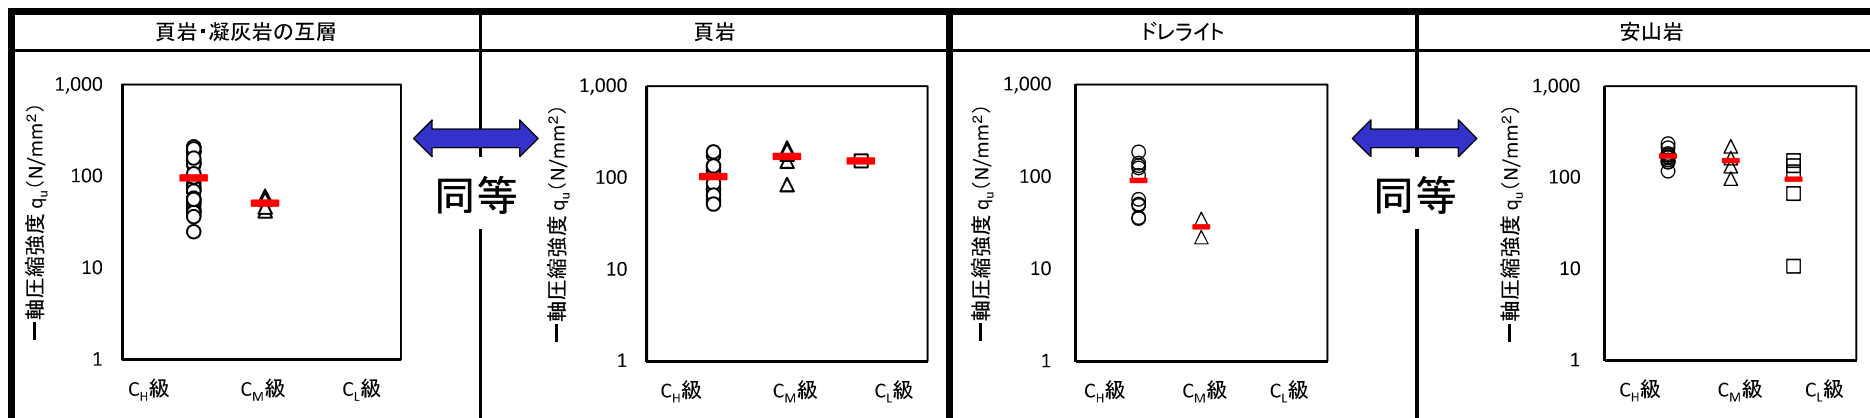 頁岩・凝灰岩の互層
一軸圧縮強度 qu（N/mm²）
1,000
100
10
1
CH級 CM級 CL級
同等
頁岩
一軸圧縮強度 qu（N/mm²）
1,000
100
10
1
CH級 CM級 CL級
ドレライト
一軸圧縮強度 qu（N/mm²）
1,000
100
10
1
CH級 CM級 CL級
同等
安山岩
一軸圧縮強度 qu（N/mm²）
1,000
100
10
1
CH級 CM級 CL級